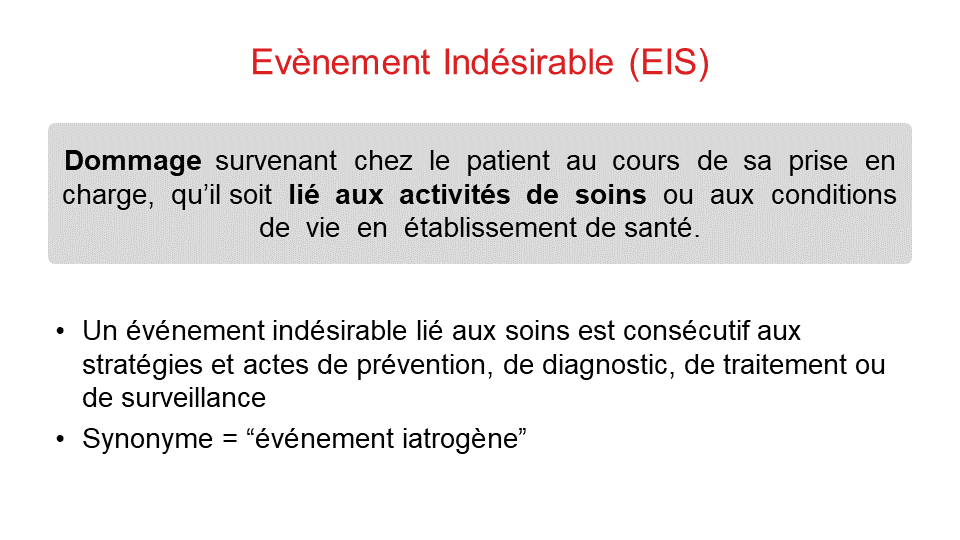 Evènement Indésirable (EIS)
Dommage survenant chez le patient au cours de sa prise en
charge, qu’il soit lié aux activités de soins ou aux conditions
de vie en établissement de santé.
• Un événement indésirable lié aux soins est consécutif aux
stratégies et actes de prévention, de diagnostic, de traitement ou
de surveillance
• Synonyme = “événement iatrogène”